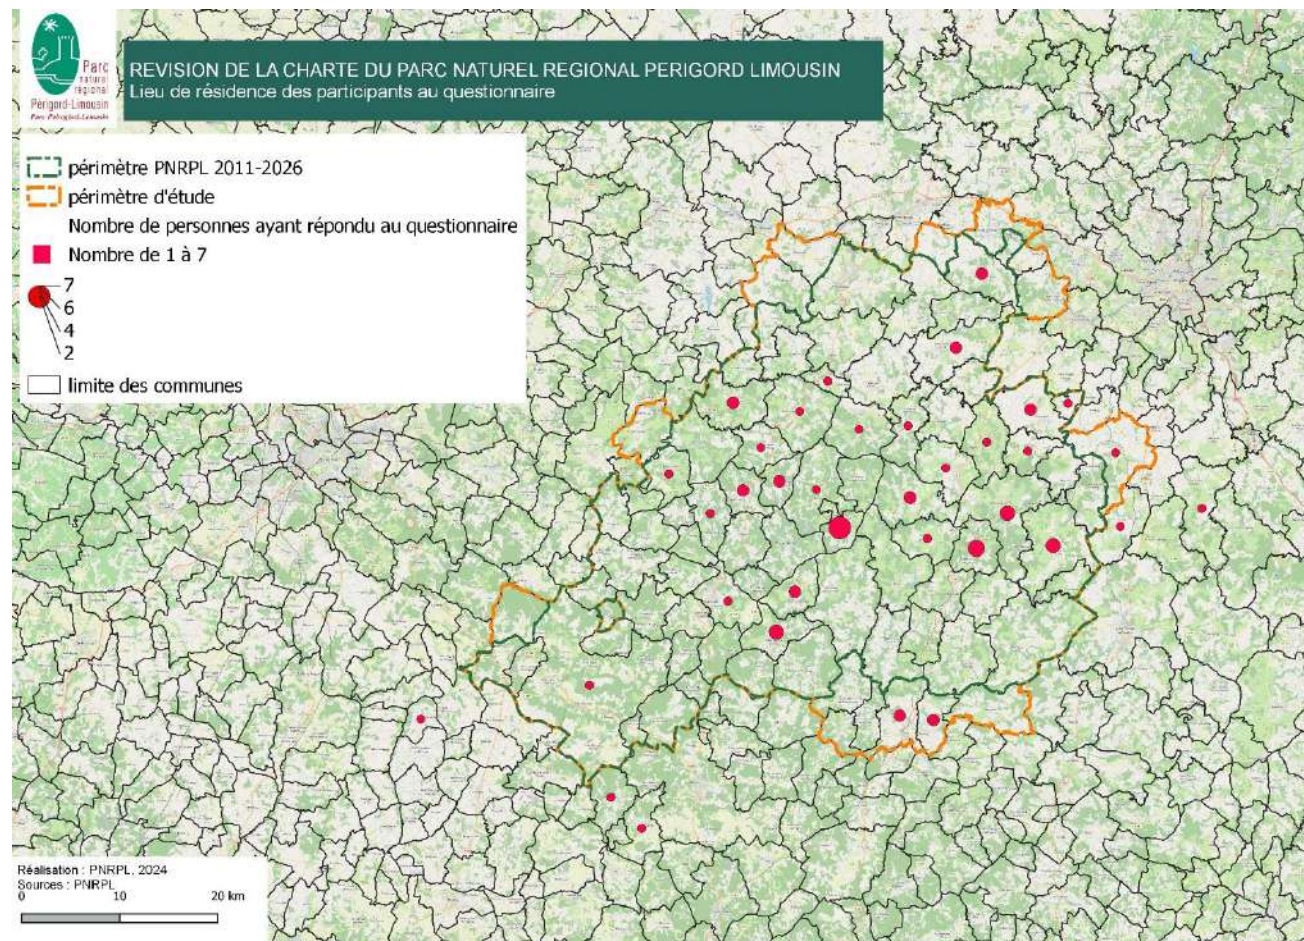 Parc
naturel
régional
Périgord-Limousin
REVISION DE LA CHARTE DU PARC NATUREL REGIONAL PERIGORD LIMOUSIN
Lieu de résidence des participants au questionnaire
périmètre PNRPL 2011-2026
périmètre d'étude
Nombre de personnes ayant répondu au questionnaire
Nombre de 1 à 7
7
6
4
2
limite des communes
Réalisation : PNRPL, 2024
Sources : PNRPL
0 10 20 km